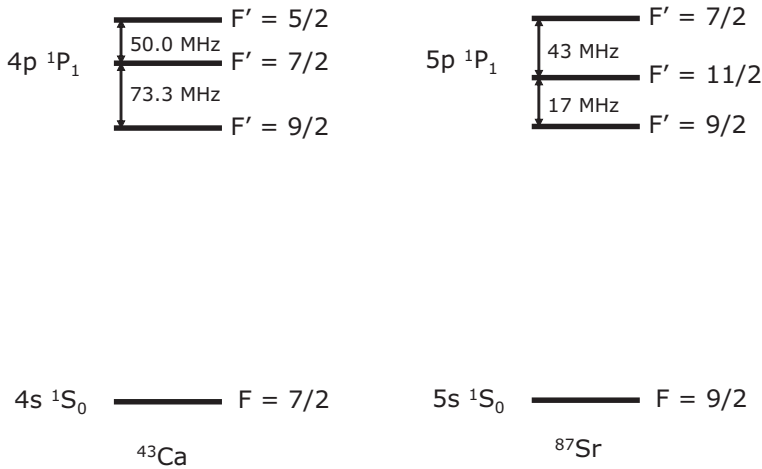 F′ = 5/2
50.0 MHz
4p ¹P₁
F′ = 7/2
73.3 MHz
F′ = 9/2
4s ¹S₀
F = 7/2
⁴³Ca
F′ = 7/2
43 MHz
5p ¹P₁
F′ = 11/2
17 MHz
F′ = 9/2
5s ¹S₀
F = 9/2
⁸⁷Sr